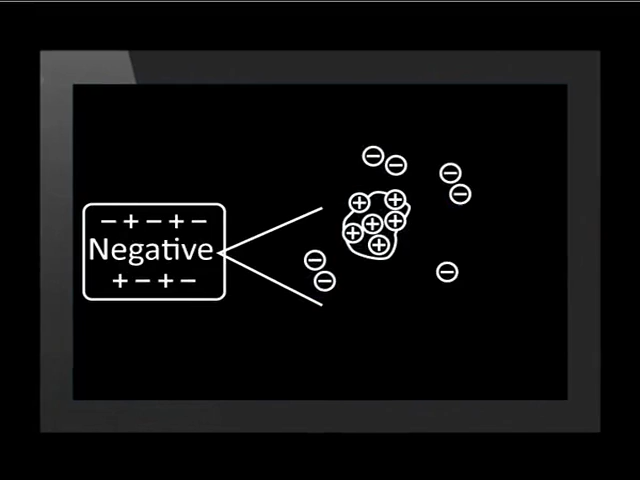 − + − + −
Negative
+ − + −